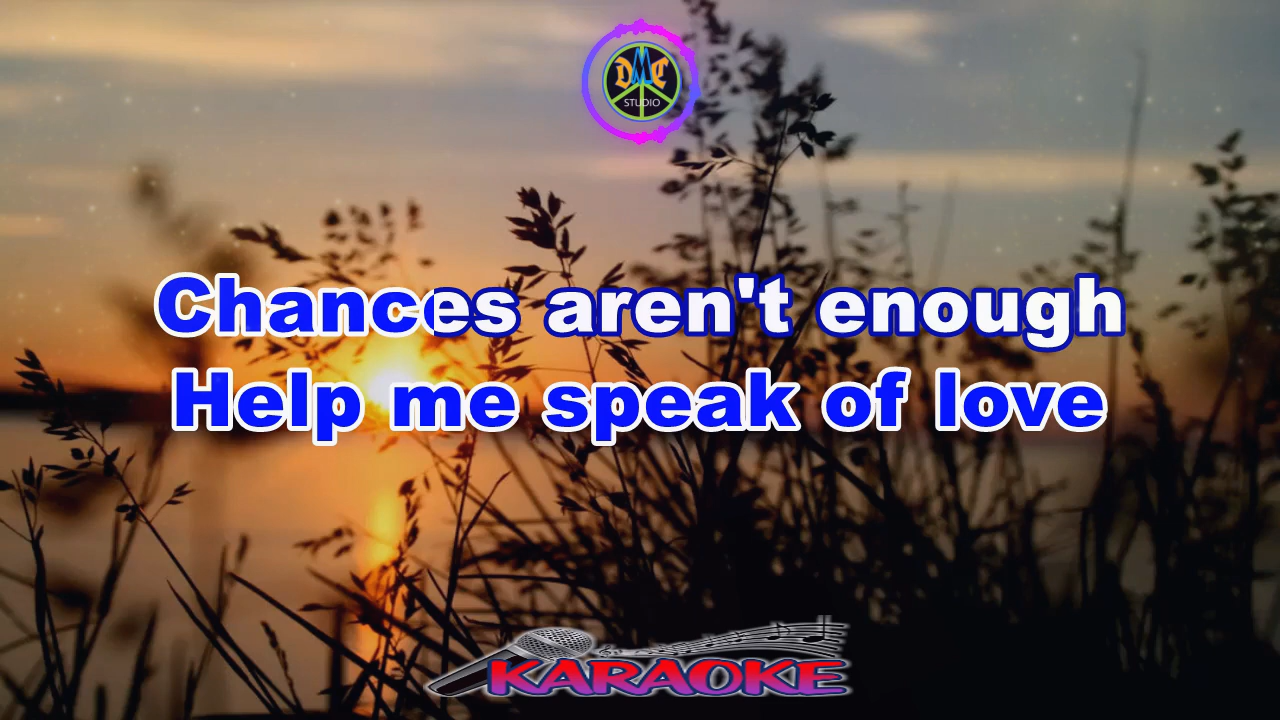 DMC
STUDIO
Chances aren't enough
Help me speak of love
KARAOKE